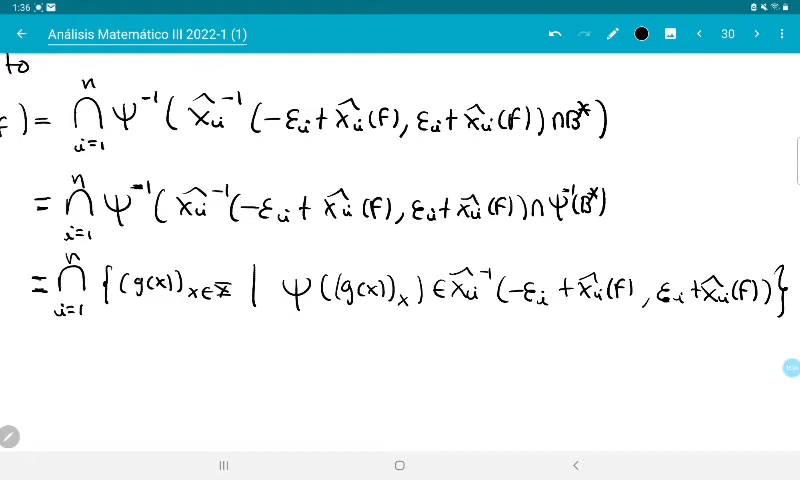 1:36
Análisis Matemático III 2022-1 (1)
30
to
f) = ⋂_{i=1}^{n} Ψ^{-1}( x̂_i^{-1} (-ε_i + x̂_i(f), ε_i + x̂_i(f)) ∩ B*)
= ⋂_{i=1}^{n} Ψ^{-1}( x̂_i^{-1}(-ε_i + x̂_i(f), ε_i + x̂_i(f)) ∩ Ψ^{-1}(B*)
= ⋂_{i=1}^{n} { (g(x))_{x∈X} | Ψ((g(x))_x) ∈ x̂_i^{-1} (-ε_i + x̂_i(f), ε_i + x̂_i(f)) }